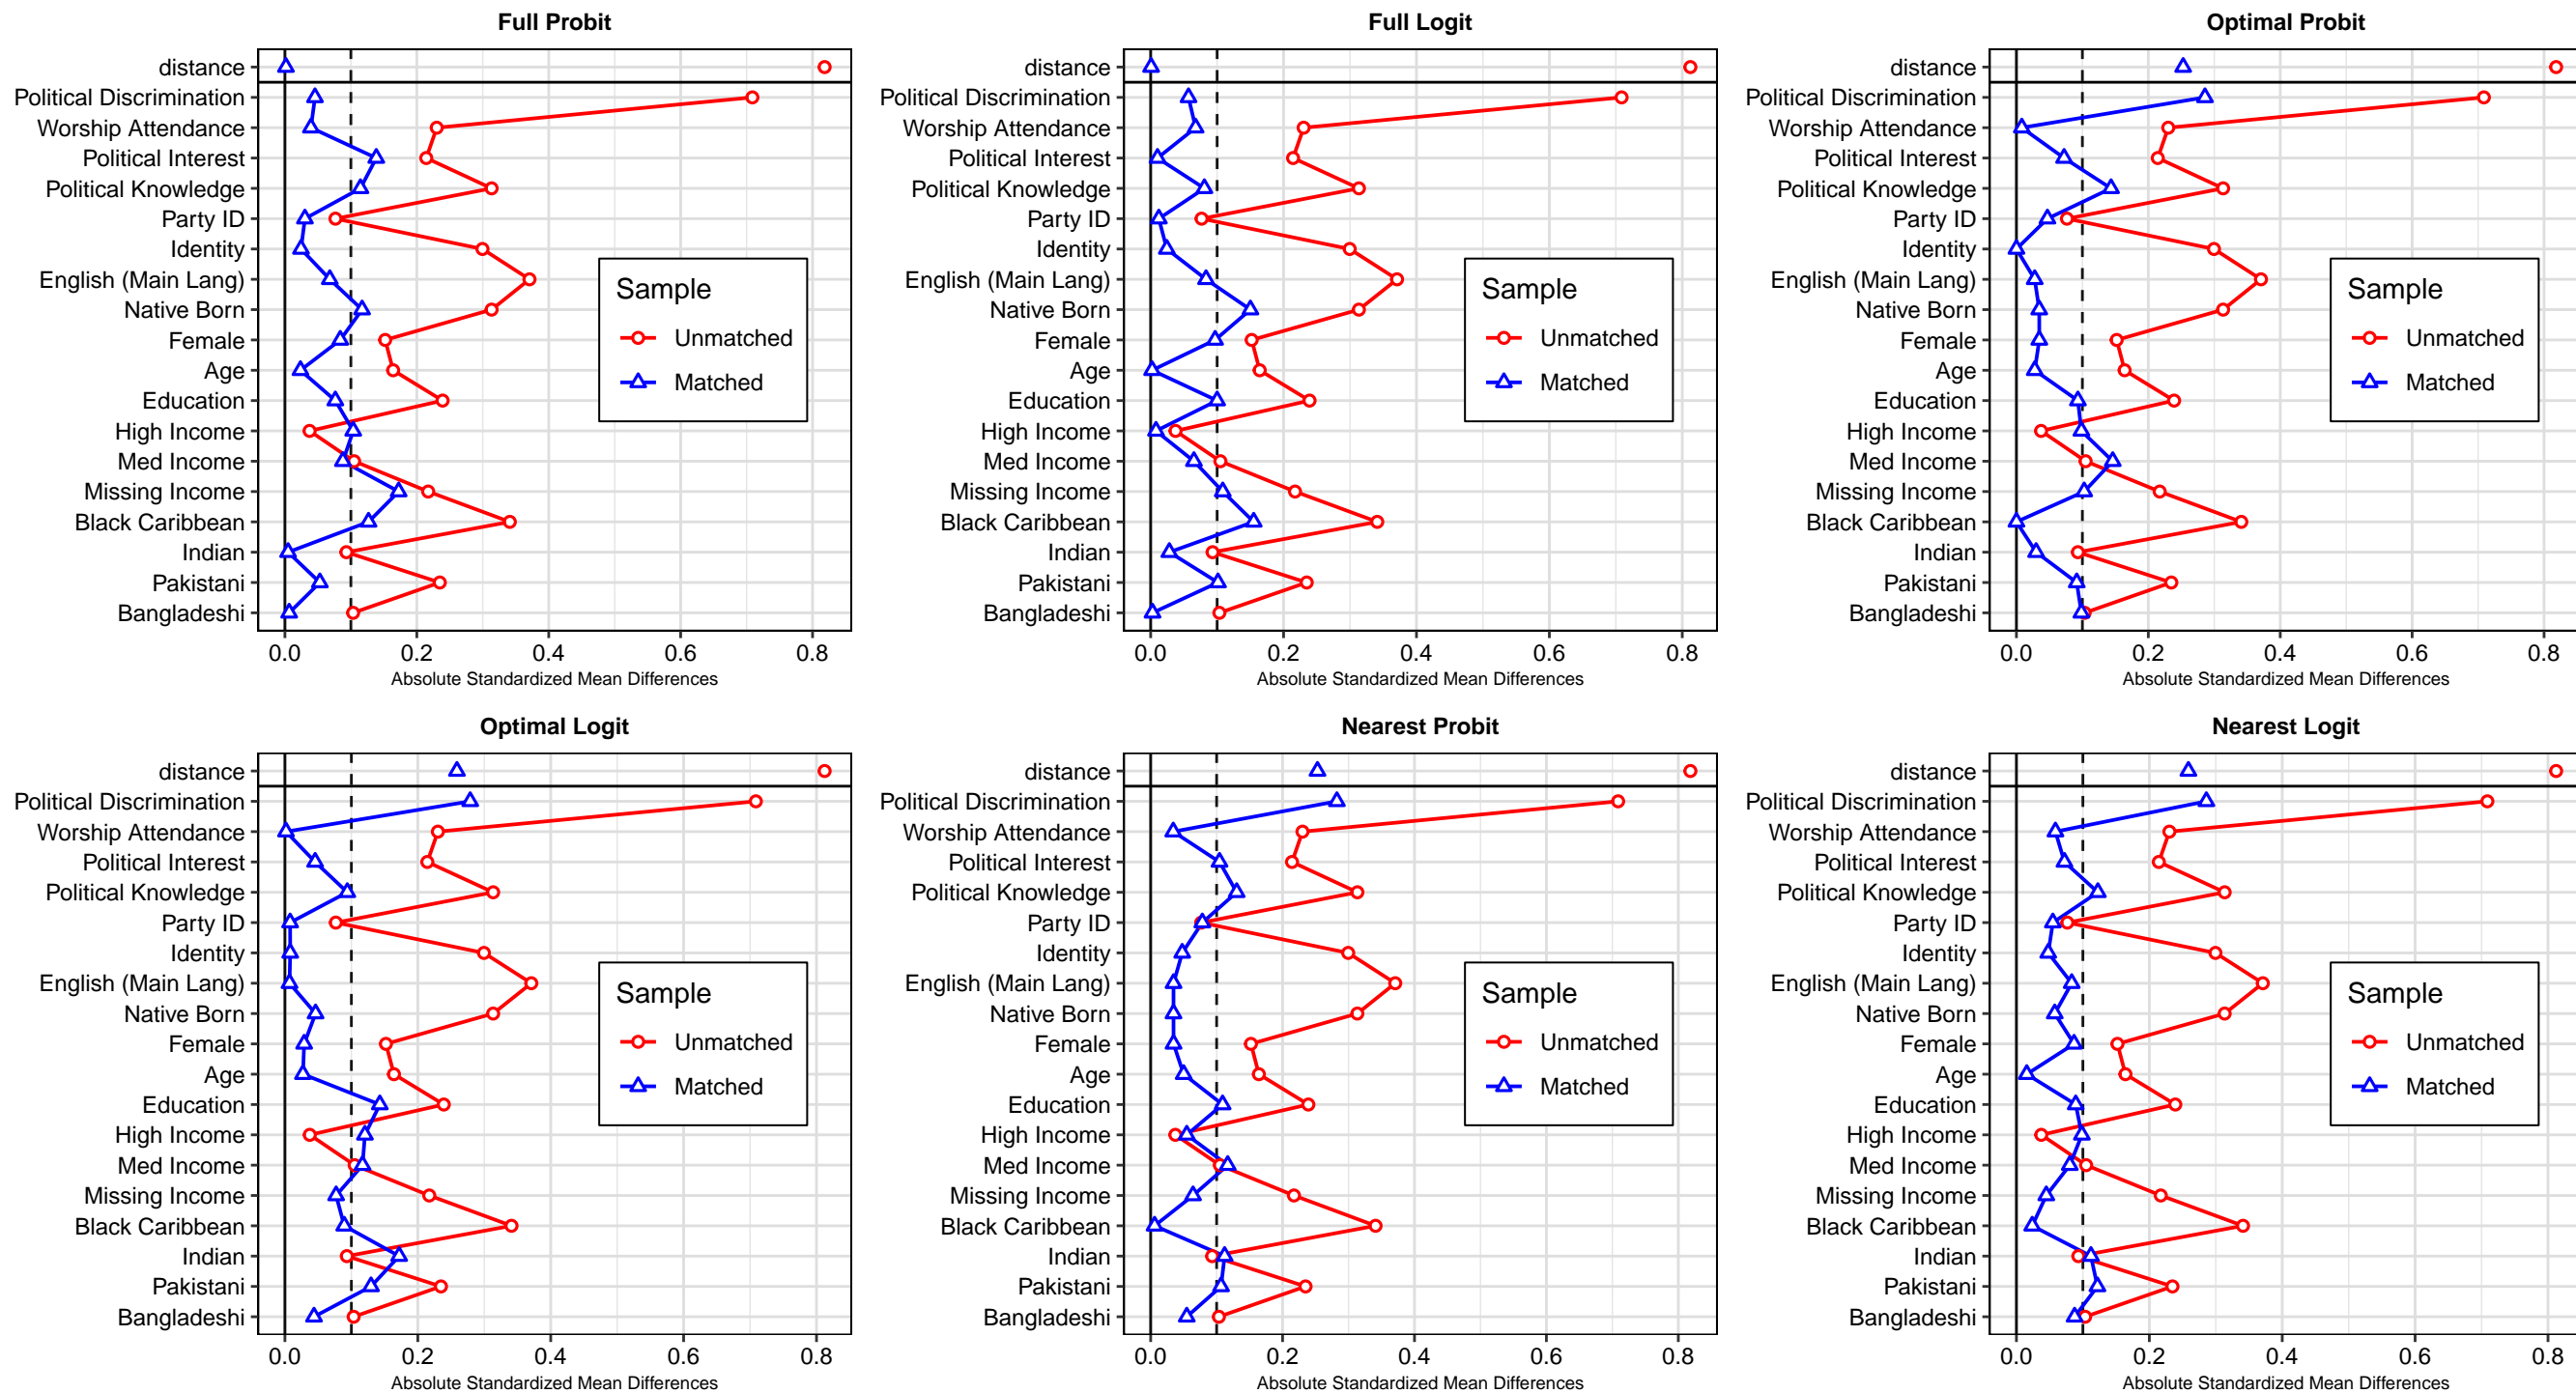 Full Probit
distance
Political Discrimination
Worship Attendance
Political Interest
Political Knowledge
Party ID
Identity
English (Main Lang)
Native Born
Female
Age
Education
High Income
Med Income
Missing Income
Black Caribbean
Indian
Pakistani
Bangladeshi
Sample
Unmatched
Matched
0.0 0.2 0.4 0.6 0.8
Absolute Standardized Mean Differences
Full Logit
distance
Political Discrimination
Worship Attendance
Political Interest
Political Knowledge
Party ID
Identity
English (Main Lang)
Native Born
Female
Age
Education
High Income
Med Income
Missing Income
Black Caribbean
Indian
Pakistani
Bangladeshi
Sample
Unmatched
Matched
0.0 0.2 0.4 0.6 0.8
Absolute Standardized Mean Differences
Optimal Probit
distance
Political Discrimination
Worship Attendance
Political Interest
Political Knowledge
Party ID
Identity
English (Main Lang)
Native Born
Female
Age
Education
High Income
Med Income
Missing Income
Black Caribbean
Indian
Pakistani
Bangladeshi
Sample
Unmatched
Matched
0.0 0.2 0.4 0.6 0.8
Absolute Standardized Mean Differences
Optimal Logit
distance
Political Discrimination
Worship Attendance
Political Interest
Political Knowledge
Party ID
Identity
English (Main Lang)
Native Born
Female
Age
Education
High Income
Med Income
Missing Income
Black Caribbean
Indian
Pakistani
Bangladeshi
Sample
Unmatched
Matched
0.0 0.2 0.4 0.6 0.8
Absolute Standardized Mean Differences
Nearest Probit
distance
Political Discrimination
Worship Attendance
Political Interest
Political Knowledge
Party ID
Identity
English (Main Lang)
Native Born
Female
Age
Education
High Income
Med Income
Missing Income
Black Caribbean
Indian
Pakistani
Bangladeshi
Sample
Unmatched
Matched
0.0 0.2 0.4 0.6 0.8
Absolute Standardized Mean Differences
Nearest Logit
distance
Political Discrimination
Worship Attendance
Political Interest
Political Knowledge
Party ID
Identity
English (Main Lang)
Native Born
Female
Age
Education
High Income
Med Income
Missing Income
Black Caribbean
Indian
Pakistani
Bangladeshi
Sample
Unmatched
Matched
0.0 0.2 0.4 0.6 0.8
Absolute Standardized Mean Differences